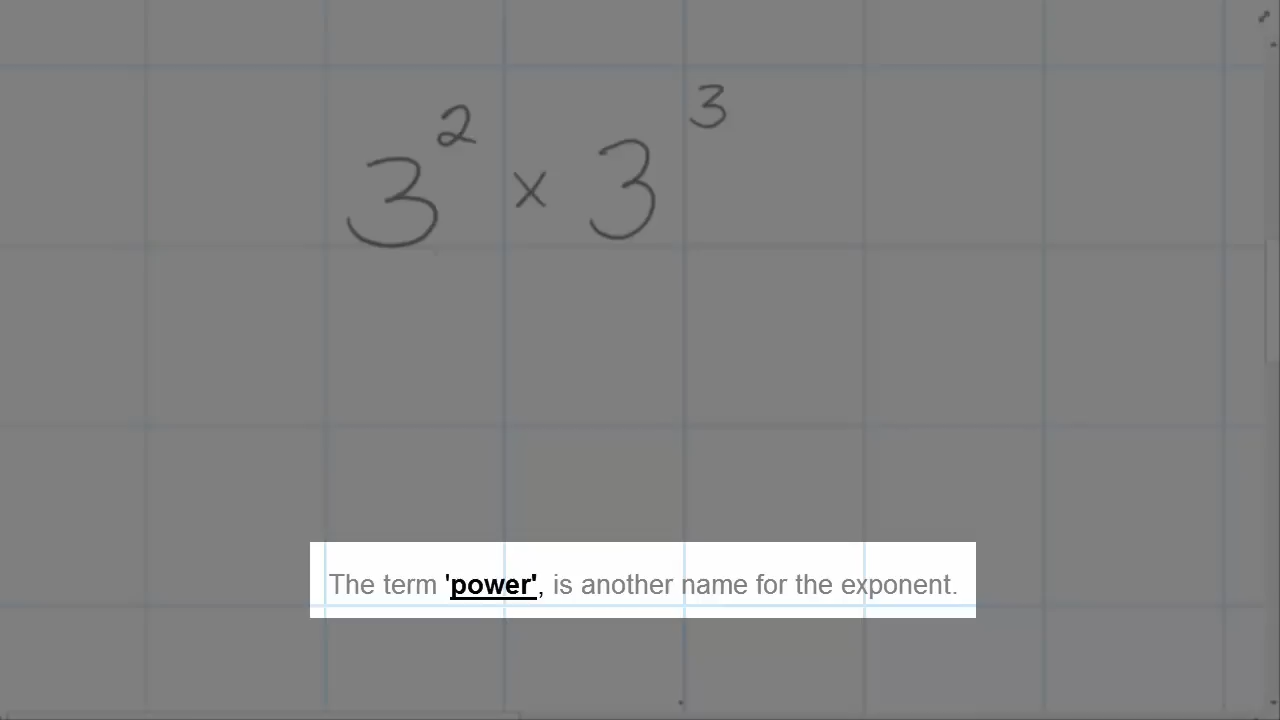 3² × 3³
The term 'power', is another name for the exponent.